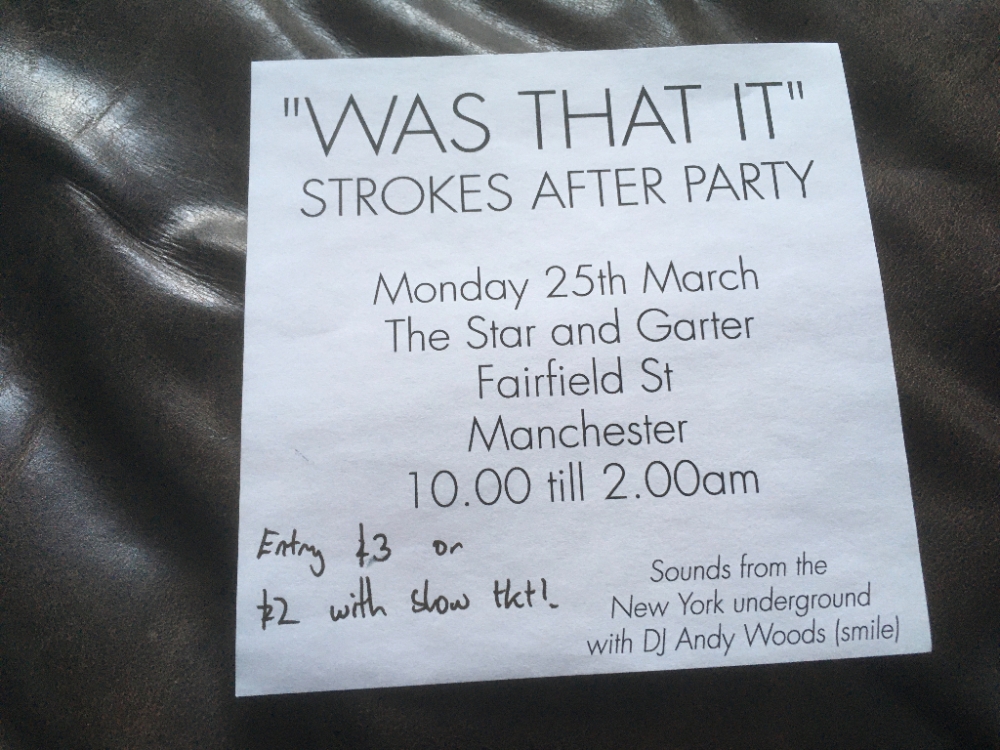 "WAS THAT IT"
STROKES AFTER PARTY
Monday 25th March
The Star and Garter
Fairfield St
Manchester
10.00 till 2.00am
Entry £3 or
£2 with show tkt!
Sounds from the
New York underground
with DJ Andy Woods (smile)